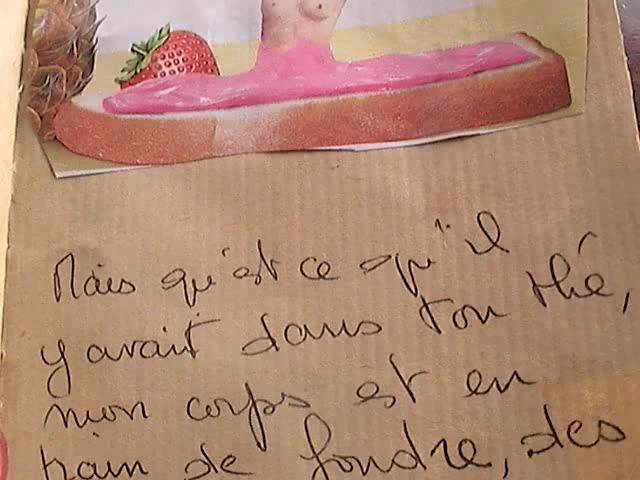 Mais qu'est ce qu'il
y avait dans ton thé,
mon corps est en
train de fondre, des